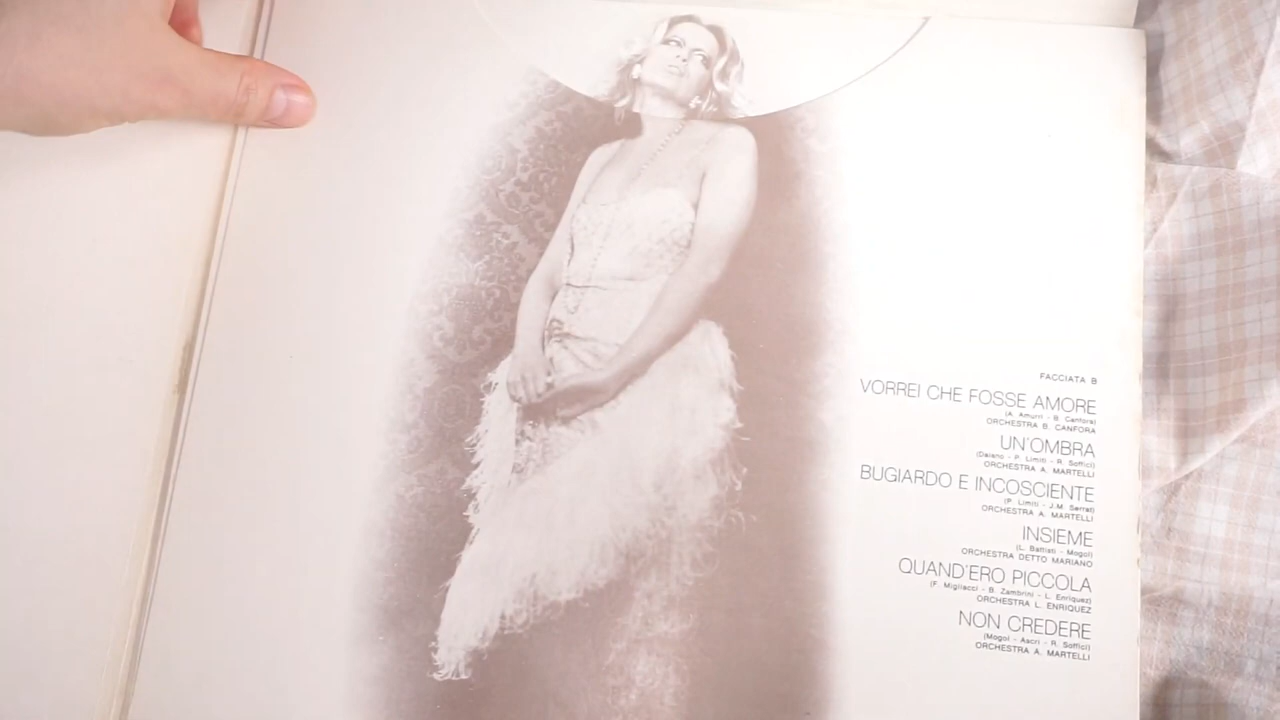 FACCIATA B
VORREI CHE FOSSE AMORE
(A. Amurri - B. Canfora)
ORCHESTRA B. CANFORA
UN'OMBRA
(Daiano - P. Limiti - R. Soffici)
ORCHESTRA A. MARTELLI
BUGIARDO E INCOSCIENTE
(P. Limiti - J.M. Serrat)
ORCHESTRA A. MARTELLI
INSIEME
(L. Battisti - Mogol)
ORCHESTRA DETTO MARIANO
QUAND'ERO PICCOLA
(F. Migliacci - B. Zambrini - L. Enriquez)
ORCHESTRA L. ENRIQUEZ
NON CREDERE
(Mogol - Ascri - R. Soffici)
ORCHESTRA A. MARTELLI